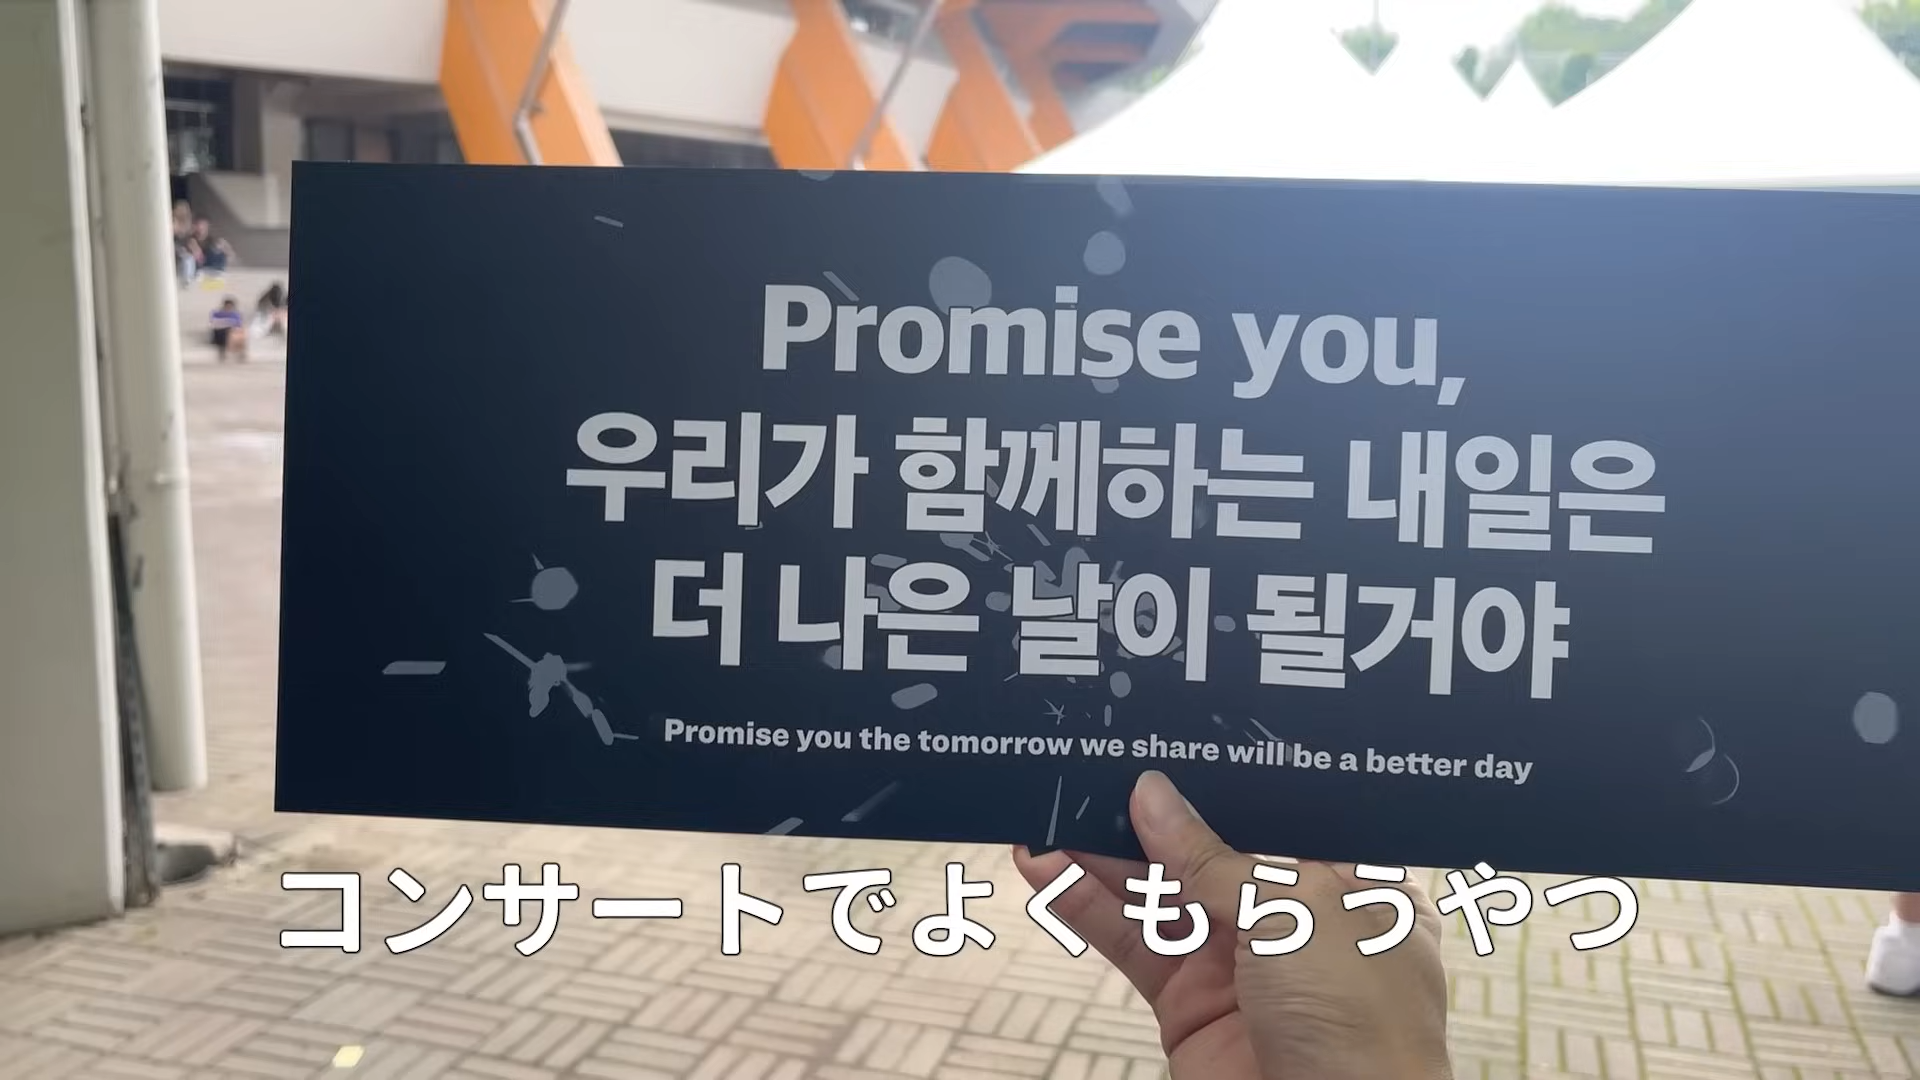 Promise you,
우리가 함께하는 내일은
더 나은 날이 될거야
Promise you the tomorrow we share will be a better day
コンサートでよくもらうやつ